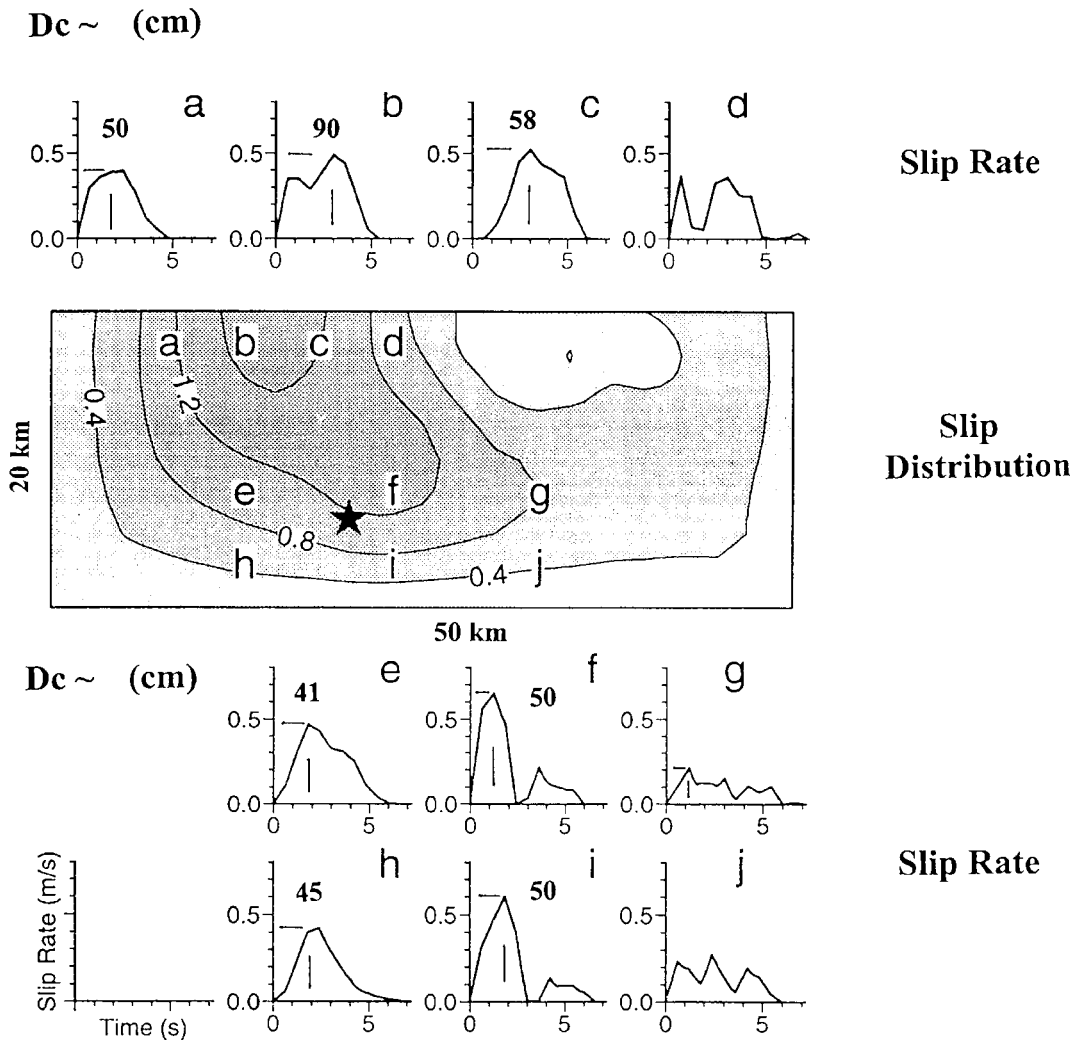 Dc ~ (cm)
a b c d
50 90 58
0.5 0.5 0.5 0.5
Slip Rate
0.0 0.0 0.0 0.0
0 5 0 5 0 5 0 5
a b c d
1.2
0.4
20 km
Slip
Distribution
e f g
0.8
h i j
0.4
50 km
Dc ~ (cm)
e f g
41 50
0.5 0.5 0.5
0.0 0.0 0.0
0 5 0 5 0 5
Slip Rate
h i j
45 50
Slip Rate (m/s)
0.5 0.5 0.5
0.0 0.0 0.0
0 5 0 5 0 5
Time (s)